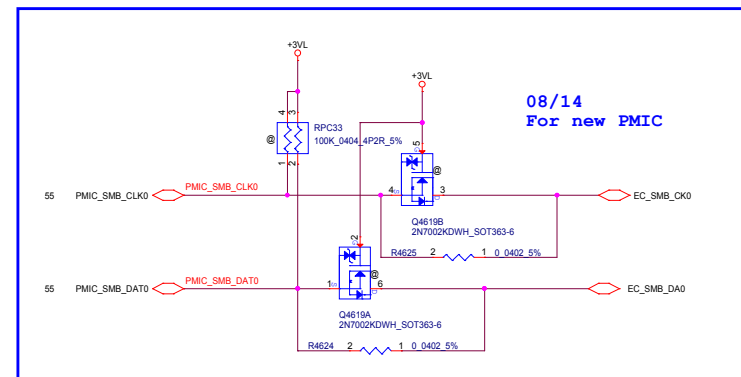 +3VL
+3VL
08/14
For new PMIC
4
3
@
RPC33
100K_0404_4P2R_5%
1
2
5
G
@
55 PMIC_SMB_CLK0
PMIC_SMB_CLK0
4
S
D
3
EC_SMB_CK0
Q4619B
2N7002KDWH_SOT363-6
2
G
R4625 2 1 0_0402_5%
@
55 PMIC_SMB_DAT0
PMIC_SMB_DAT0
1
S
D
6
EC_SMB_DA0
Q4619A
2N7002KDWH_SOT363-6
R4624 2 1 0_0402_5%